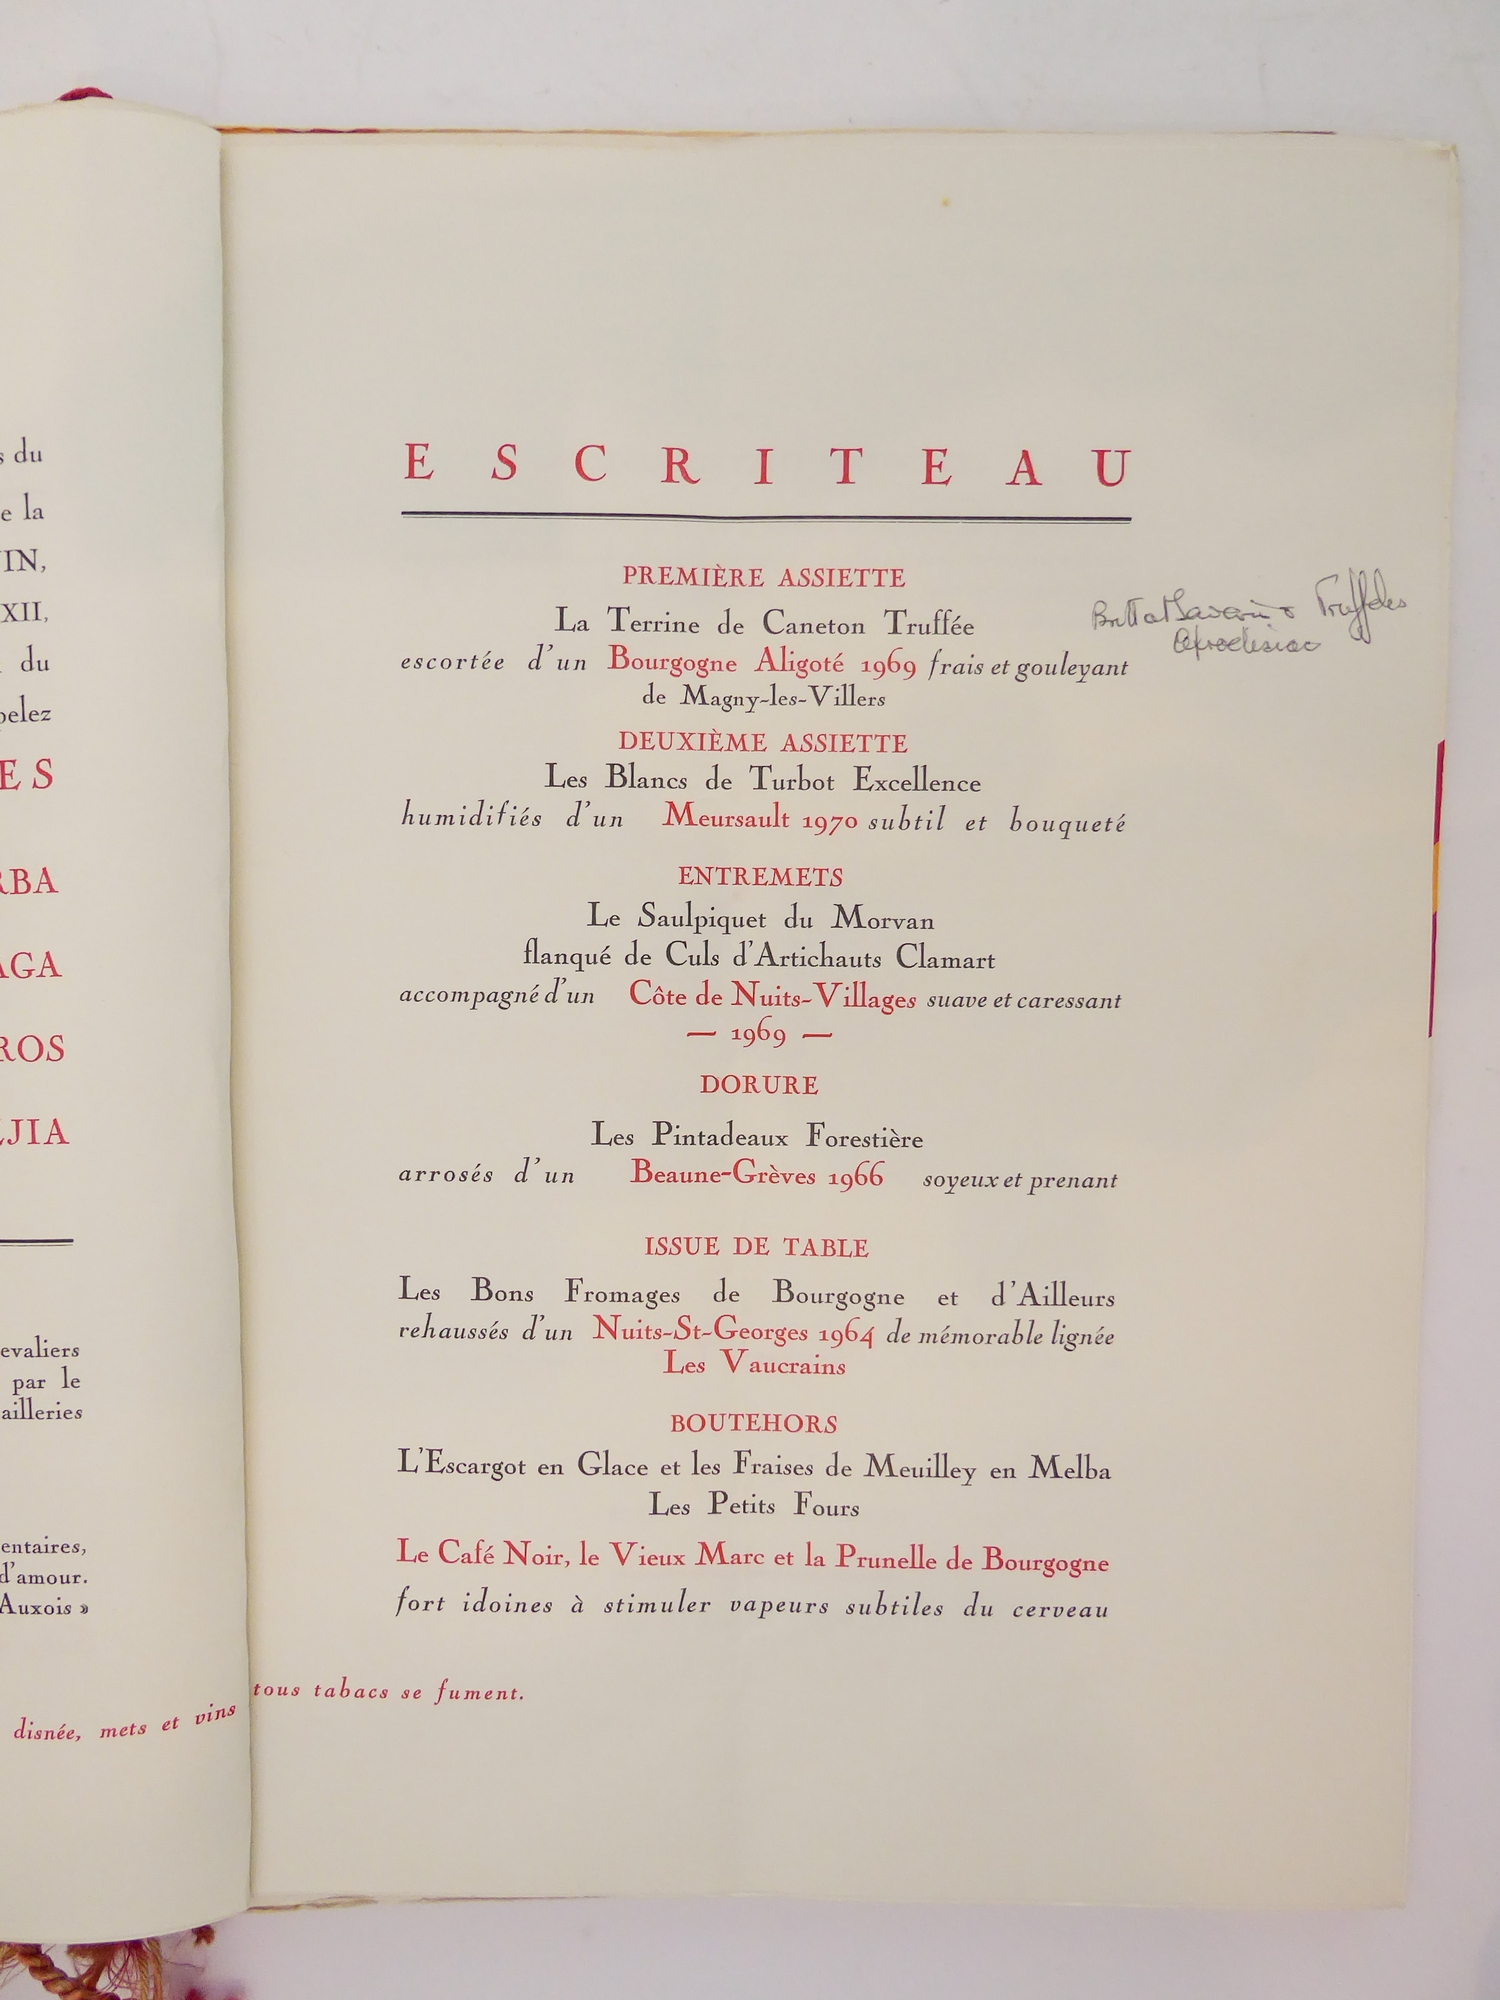 s du
e la
IN,
XII,
du
pelez
ES
RBA
AGA
ROS
LJIA
evaliers
par le
ailleries
entaires,
d'amour.
Auxois »
disnée, mets et vins
ESCRITEAU
PREMIÈRE ASSIETTE
La Terrine de Caneton Truffée
escortée d'un Bourgogne Aligoté 1969 frais et gouleyant
de Magny-les-Villers
Truffles
DEUXIÈME ASSIETTE
Les Blancs de Turbot Excellence
humidifiés d'un Meursault 1970 subtil et bouqueté
ENTREMETS
Le Saulpiquet du Morvan
flanqué de Culs d'Artichauts Clamart
accompagné d'un Côte de Nuits-Villages suave et caressant
— 1969 —
DORURE
Les Pintadeaux Forestière
arrosés d'un Beaune-Grèves 1966 soyeux et prenant
ISSUE DE TABLE
Les Bons Fromages de Bourgogne et d'Ailleurs
rehaussés d'un Nuits-St-Georges 1964 de mémorable lignée
Les Vaucrains
BOUTEHORS
L'Escargot en Glace et les Fraises de Meuilley en Melba
Les Petits Fours
Le Café Noir, le Vieux Marc et la Prunelle de Bourgogne
fort idoines à stimuler vapeurs subtiles du cerveau
tous tabacs se fument.